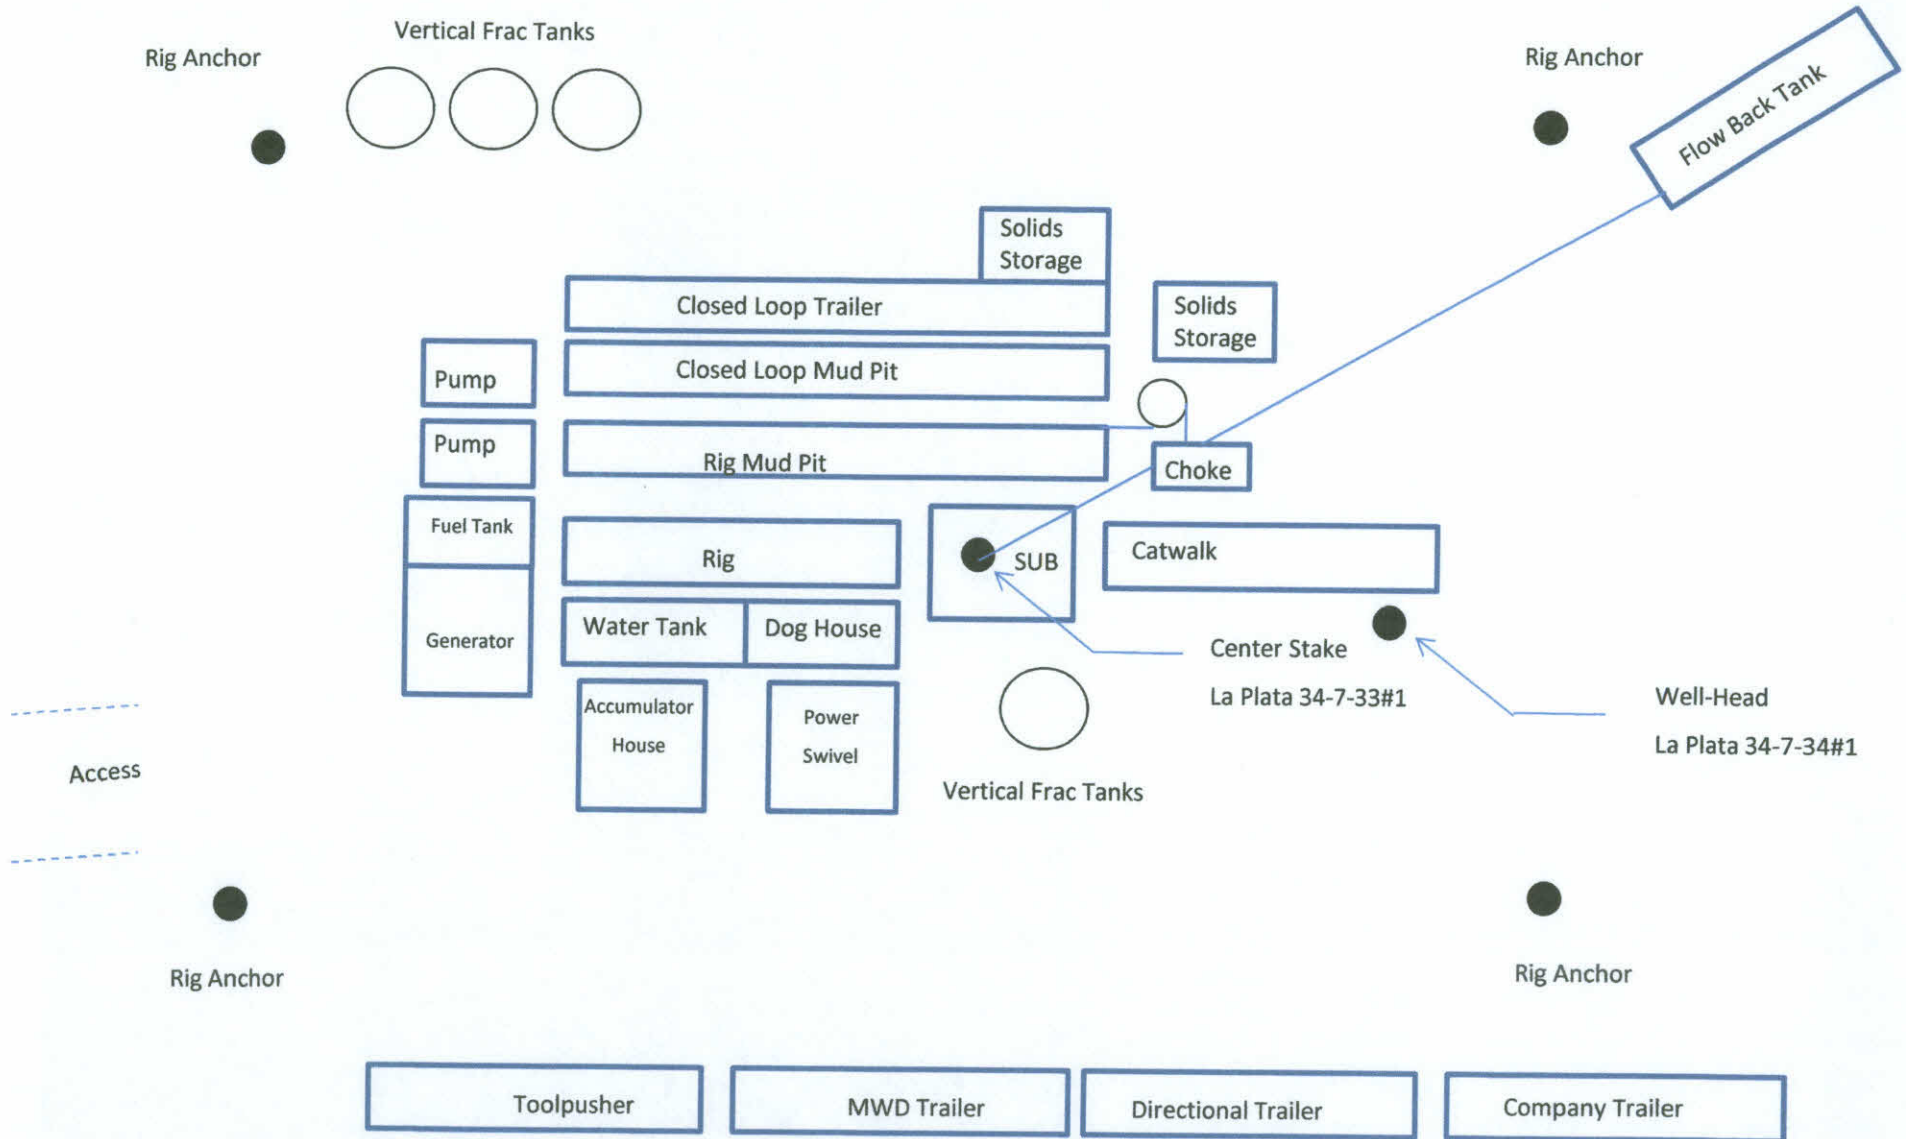 Vertical Frac Tanks
Rig Anchor
Rig Anchor
Flow Back Tank
Solids
Storage
Closed Loop Trailer
Solids
Storage
Pump
Closed Loop Mud Pit
Pump
Rig Mud Pit
Choke
Fuel Tank
Rig
SUB
Catwalk
Generator
Water Tank
Dog House
Center Stake
La Plata 34-7-33#1
Well-Head
La Plata 34-7-34#1
Accumulator
House
Power
Swivel
Access
Vertical Frac Tanks
Rig Anchor
Rig Anchor
Toolpusher
MWD Trailer
Directional Trailer
Company Trailer